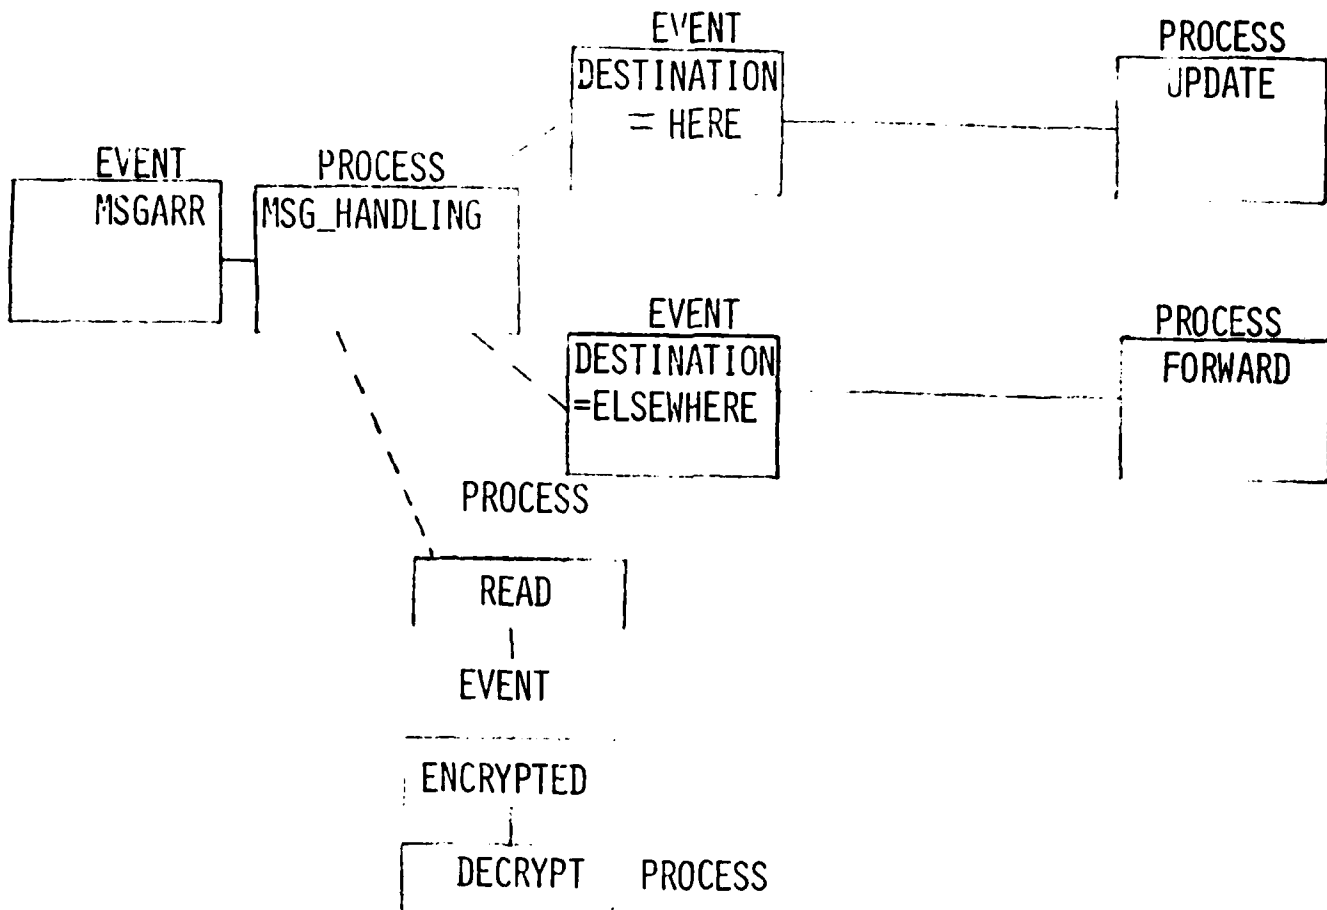 EVENT
DESTINATION
= HERE
PROCESS
UPDATE
EVENT
MSGARR
PROCESS
MSG_HANDLING
EVENT
DESTINATION
=ELSEWHERE
PROCESS
FORWARD
PROCESS
READ
EVENT
ENCRYPTED
DECRYPT PROCESS